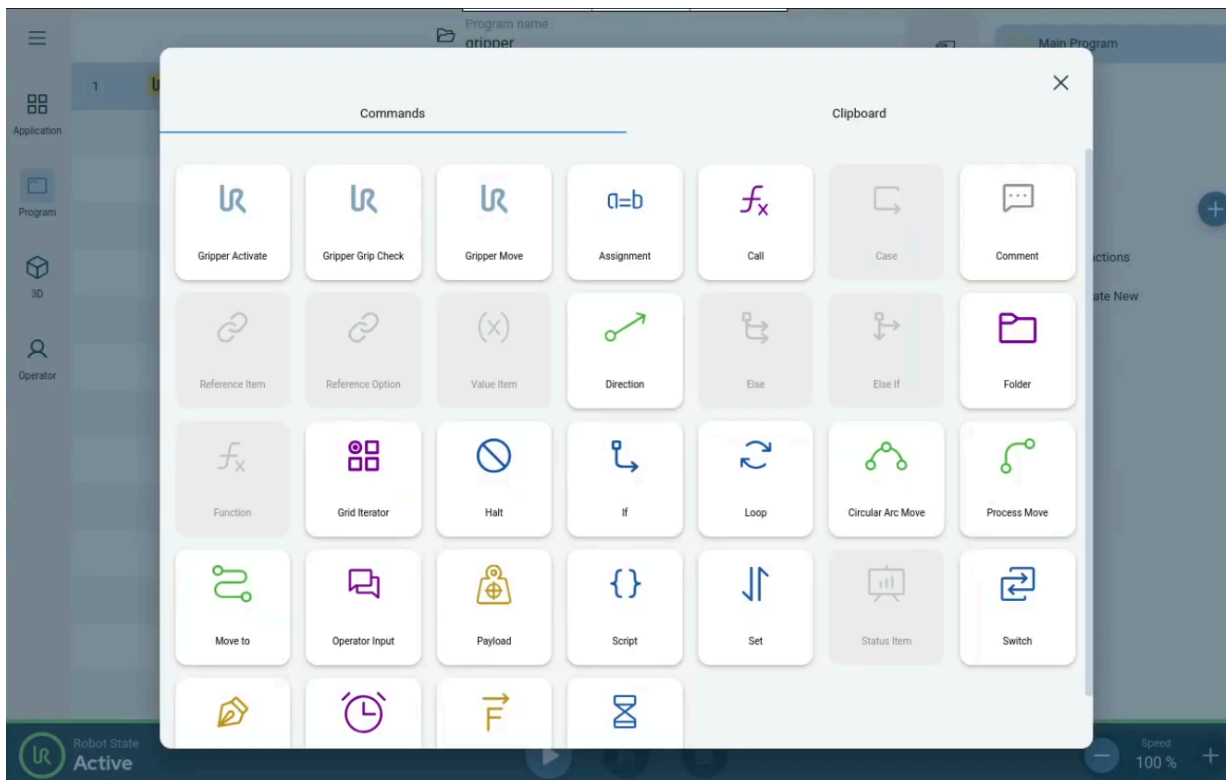 Program name
gripper
Main Program
Commands
Clipboard
1
Application
Program
3D
Operator
Gripper Activate
Gripper Grip Check
Gripper Move
a=b
Assignment
fx
Call
Case
Comment
Reference Item
Reference Option
(x)
Value Item
Direction
Else
Else If
Folder
fx
Function
Grid Iterator
Halt
If
Loop
Circular Arc Move
Process Move
Move to
Operator Input
Payload
{}
Script
Set
Status Item
Switch
F
ctions
ate New
UR
Robot State
Active
Speed
100 %